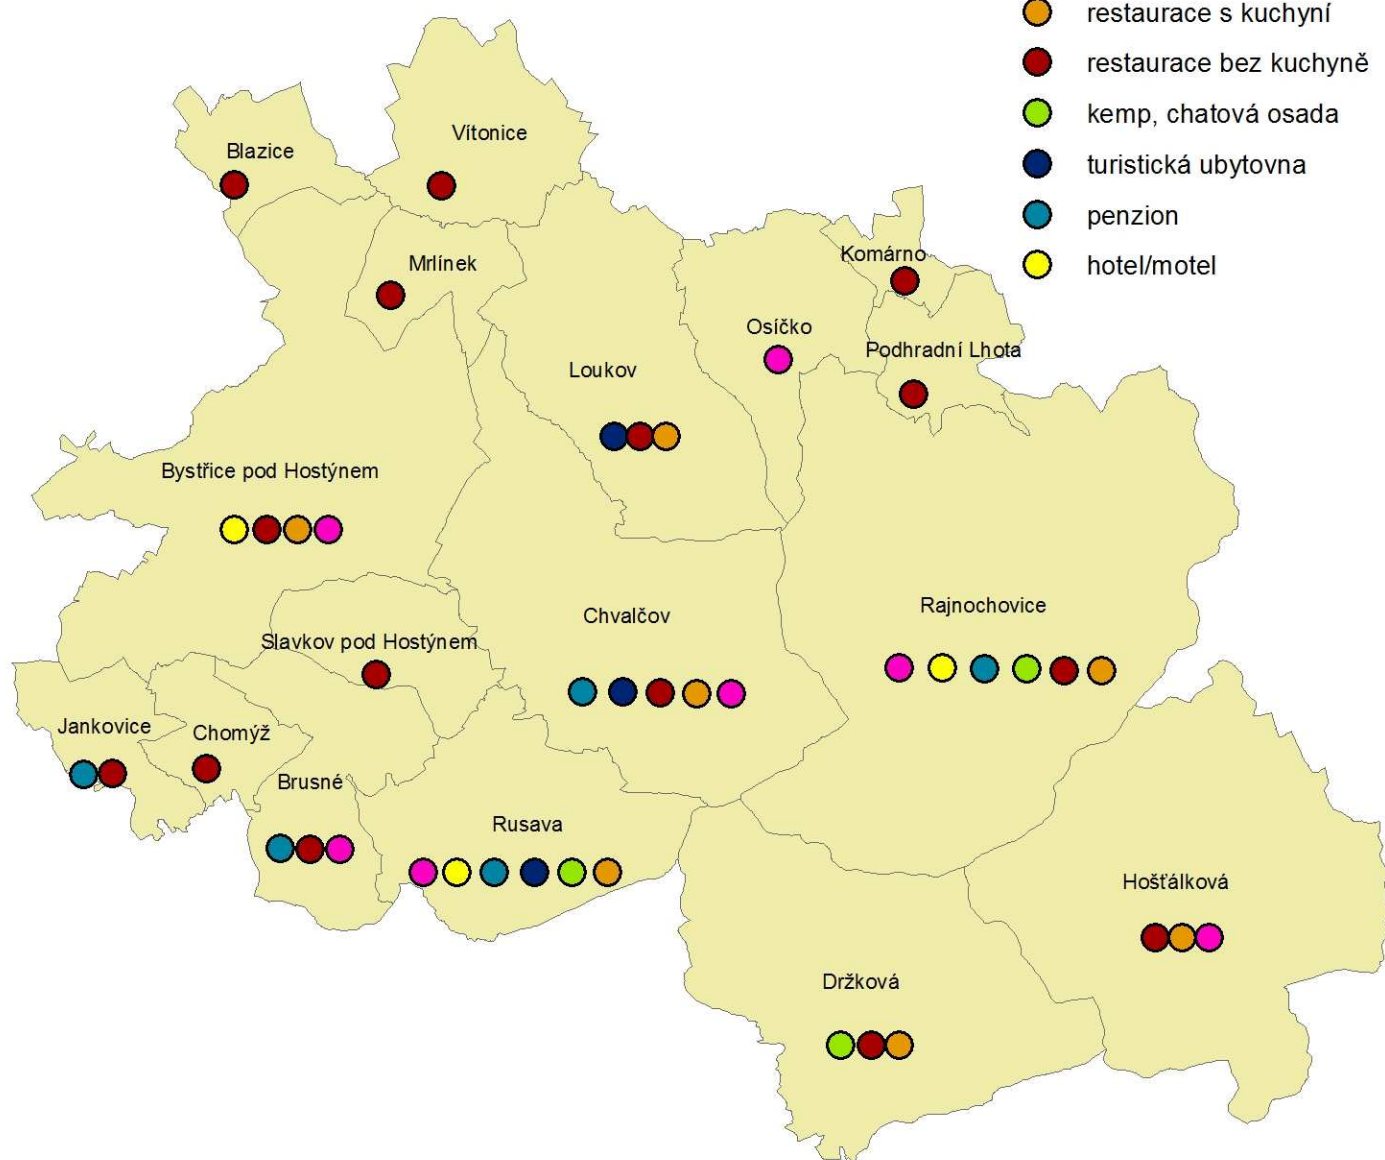 restaurace s kuchyní
restaurace bez kuchyně
kemp, chatová osada
turistická ubytovna
penzion
hotel/motel
Vítonice
Blazice
Mrlínek
Komárno
Osíčko
Podhradní Lhota
Loukov
Bystřice pod Hostýnem
Rajnochovice
Chvalčov
Slavkov pod Hostýnem
Jankovice
Chomýž
Brusné
Rusava
Hošťálková
Držková